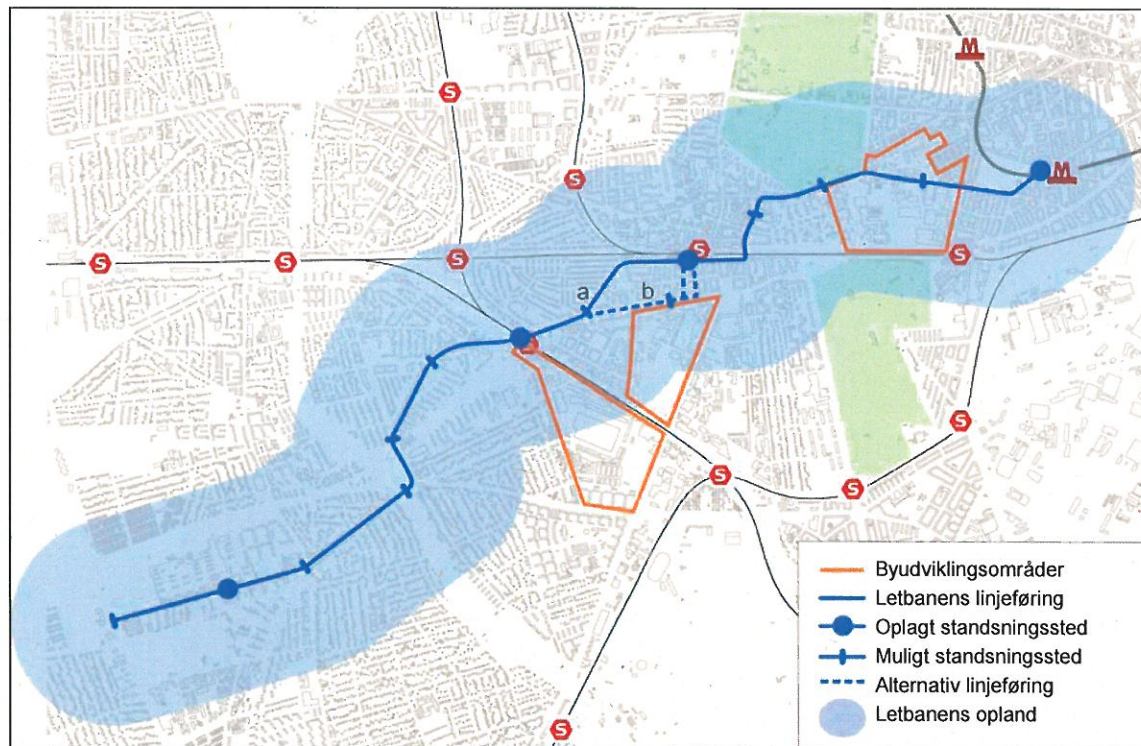 M
S
S
M
S
S
S
S
S
a
b
S
S
S
S
S
Byudviklingsområder
Letbanens linjeføring
Oplagt standsningssted
Muligt standsningssted
Alternativ linjeføring
Letbanens opland